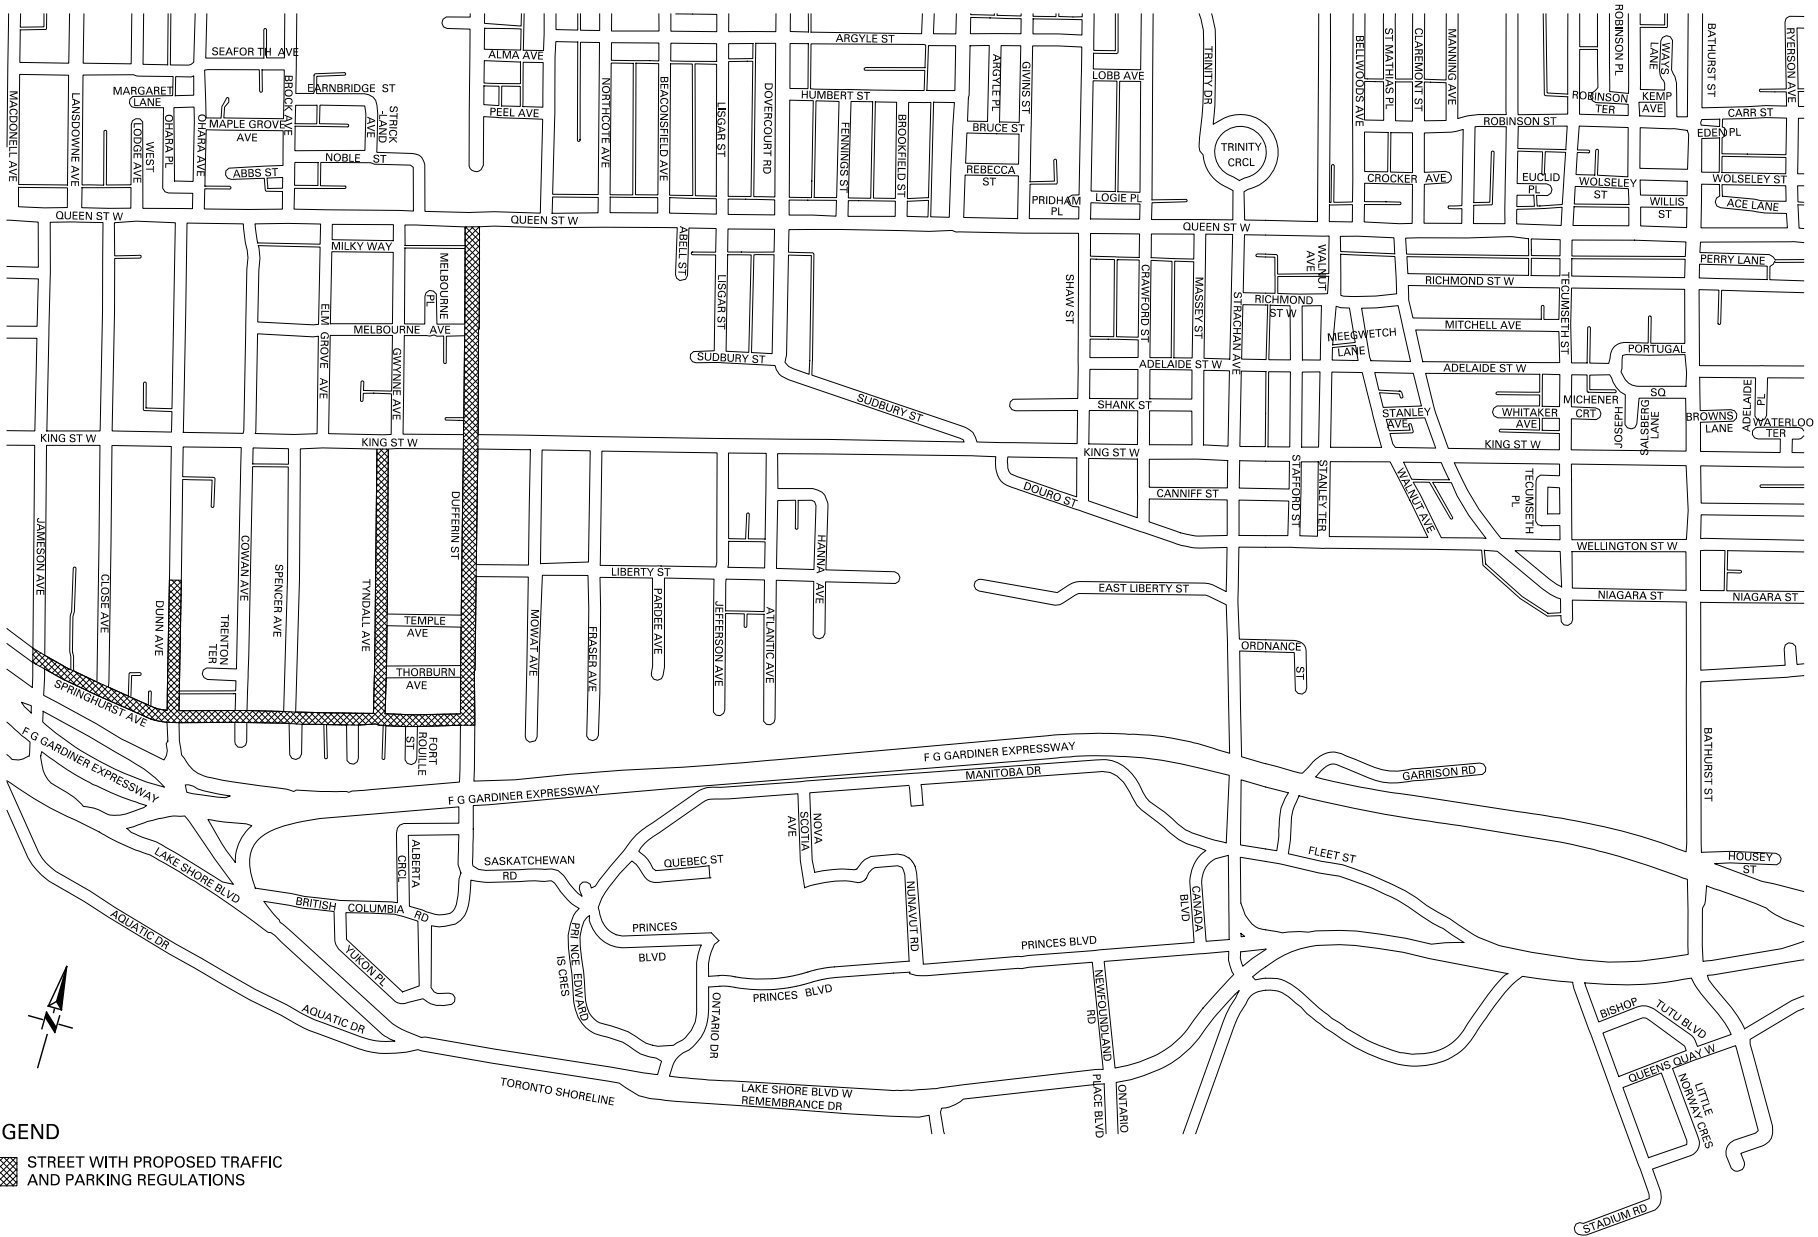 SEAFOR TH AVE
MARGARET
LANE
MACDONELL AVE
LANSDOWNE AVE
LODGE AVE
WEST
OHARA PL
OHARA AVE
MAPLE GROVE
AVE
ABBS ST
BROCK AVE
EARNBRIDGE ST
STRICK
-LAND
AVE
NOBLE ST
ALMA AVE
PEEL AVE
NORTHCOTE AVE
BEACONSFIELD AVE
LISGAR ST
DOVERCOURT RD
ARGYLE ST
HUMBERT ST
FENNINGS ST
BROOKFIELD ST
ARGYLE PL
GIVINS ST
BRUCE ST
REBECCA
ST
PRIDHAM
PL
LOBB AVE
LOGIE PL
TRINITY DR
TRINITY
CRCL
BELLWOODS AVE
ST MATHIAS PL
CLAREMONT ST
MANNING AVE
CROCKER AVE
ROBINSON ST
EUCLID
PL
ROBINSON PL
ROBINSON
TER
WAYS
LANE
KEMP
AVE
WOLSELEY
ST
WILLIS
ST
BATHURST ST
CARR ST
EDEN PL
WOLSELEY ST
ACE LANE
RYERSON AVE
QUEEN ST W
QUEEN ST W
QUEEN ST W
MILKY WAY
MELBOURNE
PL
MELBOURNE AVE
ELM
GROVE AVE
GWYNNE AVE
ABELL ST
LISGAR ST
SUDBURY ST
SUDBURY ST
SHAW ST
CRAWFORD ST
MASSEY ST
STRACHAN AVE
WALNUT
AVE
RICHMOND
ST W
RICHMOND ST W
PERRY LANE
TECUMSETH ST
MEEGWETCH
LANE
MITCHELL AVE
PORTUGAL
SQ
ADELAIDE ST W
ADELAIDE ST W
SHANK ST
STANLEY
AVE
WHITAKER
AVE
MICHENER
CRT
JOSEPH
SALSBERG
LANE
BROWNS
LANE
ADELAIDE
PL
WATERLOO
TER
KING ST W
KING ST W
KING ST W
KING ST W
DOURO ST
CANNIFF ST
STAFFORD ST
STANLEY TER
WALNUT AVE
TECUMSETH
PL
JAMESON AVE
CLOSE AVE
DUNN AVE
COWAN AVE
TRENTON
TER
SPENCER AVE
TYNDALL AVE
DUFFERIN ST
TEMPLE
AVE
THORBURN
AVE
SPRINGHURST AVE
FORT
ROUILLE
ST
LIBERTY ST
HANNA AVE
MOWAT AVE
FRASER AVE
PARDEE AVE
JEFFERSON AVE
ATLANTIC AVE
EAST LIBERTY ST
WELLINGTON ST W
NIAGARA ST
NIAGARA ST
ORDNANCE
ST
BATHURST ST
F G GARDINER EXPRESSWAY
F G GARDINER EXPRESSWAY
F G GARDINER EXPRESSWAY
MANITOBA DR
GARRISON RD
FLEET ST
HOUSEY
ST
LAKE SHORE BLVD
ALBERTA
CRCL
SASKATCHEWAN
RD
QUEBEC ST
NOVA
SCOTIA
AVE
NUNAVUT RD
CANADA
BLVD
BRITISH COLUMBIA RD
YUKON PL
PRINCE EDWARD
IS CRES
PRINCES
BLVD
PRINCES BLVD
PRINCES BLVD
ONTARIO DR
NEWFOUNDLAND
RD
AQUATIC DR
AQUATIC DR
BISHOP
TUTU BLVD
QUEENS QUAY W
LITTLE
NORWAY CRES
STADIUM RD
N
TORONTO SHORELINE
LAKE SHORE BLVD W
REMEMBRANCE DR
ONTARIO
PLACE BLVD
GEND
STREET WITH PROPOSED TRAFFIC
AND PARKING REGULATIONS